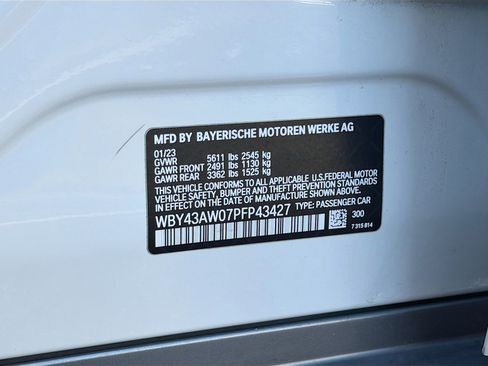 MFD BY BAYERISCHE MOTOREN WERKE AG
01/23
GVWR 5611 lbs 2545 kg
GAWR FRONT 2491 lbs 1130 kg
GAWR REAR 3362 lbs 1525 kg
THIS VEHICLE CONFORMS TO ALL APPLICABLE U.S.FEDERAL MOTOR
VEHICLE SAFETY, BUMPER, AND THEFT PREVENTION STANDARDS IN
EFFECT ON THE DATE OF MANUFACTURE SHOWN ABOVE.
WBY43AW07PFP43427 TYPE: PASSENGER CAR
300
7 315 814